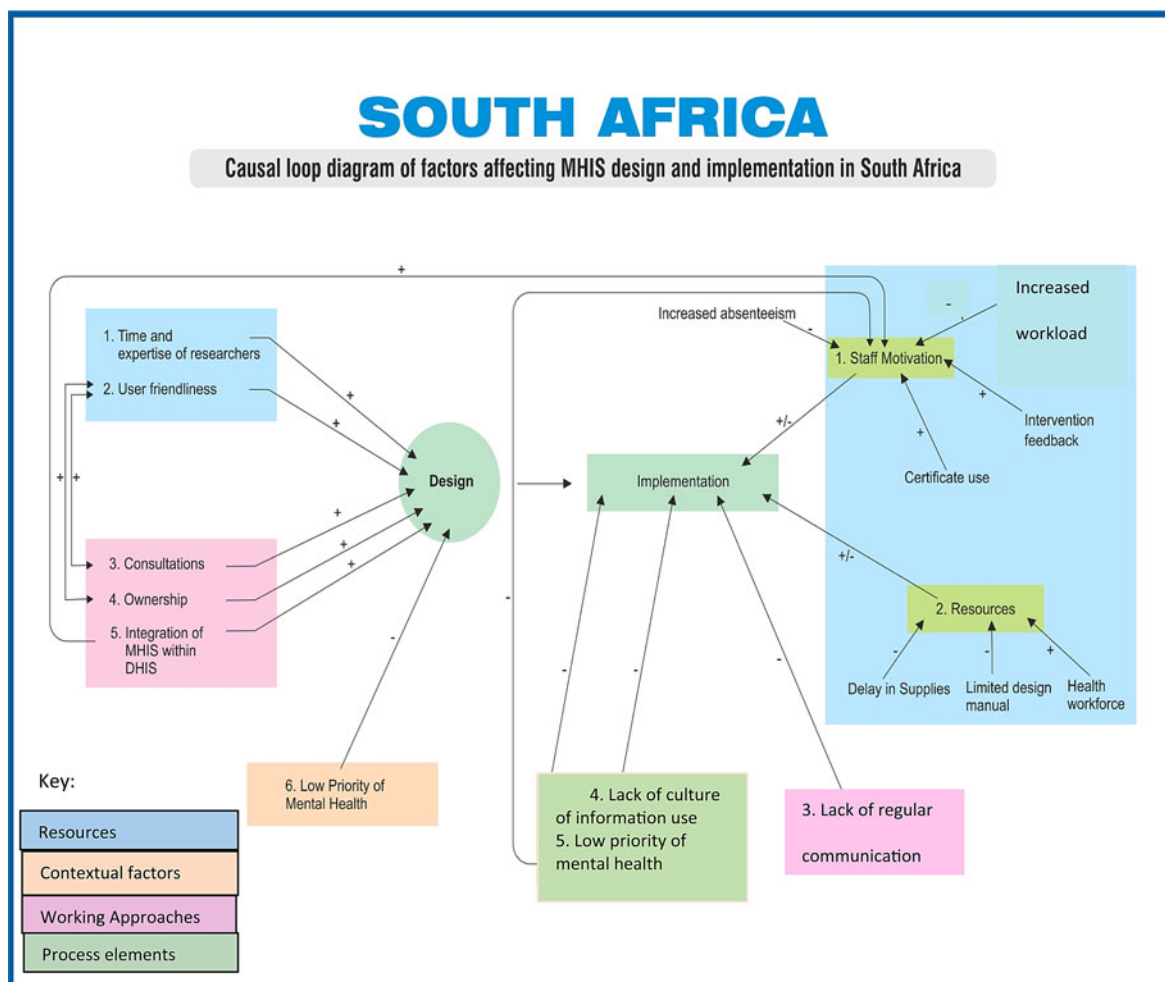 SOUTH AFRICA
Causal loop diagram of factors affecting MHIS design and implementation in South Africa
+
Increased absenteeism
-
-
Increased
workload
1. Staff Motivation
1. Time and
expertise of researchers
2. User friendliness
+
+
+
+
+/-
+
+
Intervention
feedback
Certificate use
Design
Implementation
3. Consultations
4. Ownership
5. Integration of
MHIS within
DHIS
+
+
+
-
-
-
-
-
+/-
2. Resources
-
-
+
Delay in Supplies
Limited design
manual
Health
workforce
6. Low Priority of
Mental Health
4. Lack of culture
of information use
5. Low priority of
mental health
3. Lack of regular
communication
Key:
Resources
Contextual factors
Working Approaches
Process elements